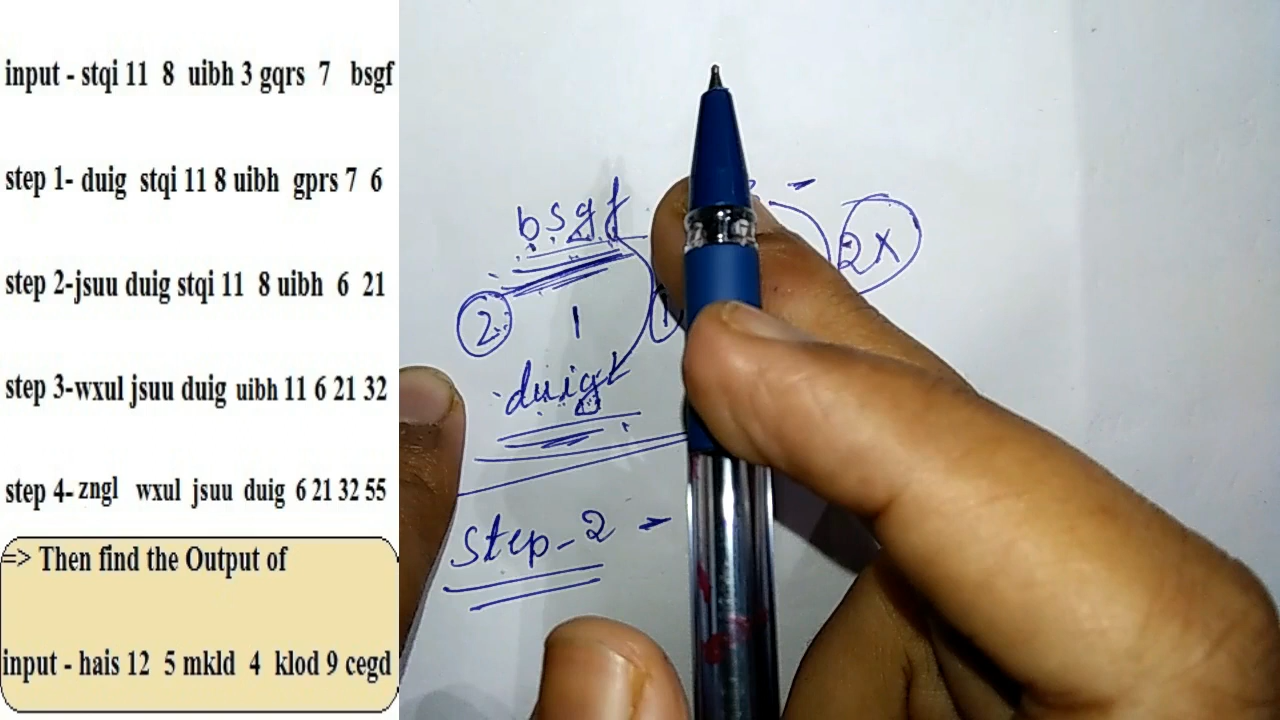 input - stqi 11 8 uibh 3 gqrs 7 bsgf
step 1- duig stqi 11 8 uibh gprs 7 6
step 2-jsuu duig stqi 11 8 uibh 6 21
step 3-wxul jsuu duig uibh 11 6 21 32
step 4- zngl wxul jsuu duig 6 21 32 55
=> Then find the Output of
input - hais 12 5 mkld 4 klod 9 cegd
bsgf
2x
2 1
duig
Step-2 -